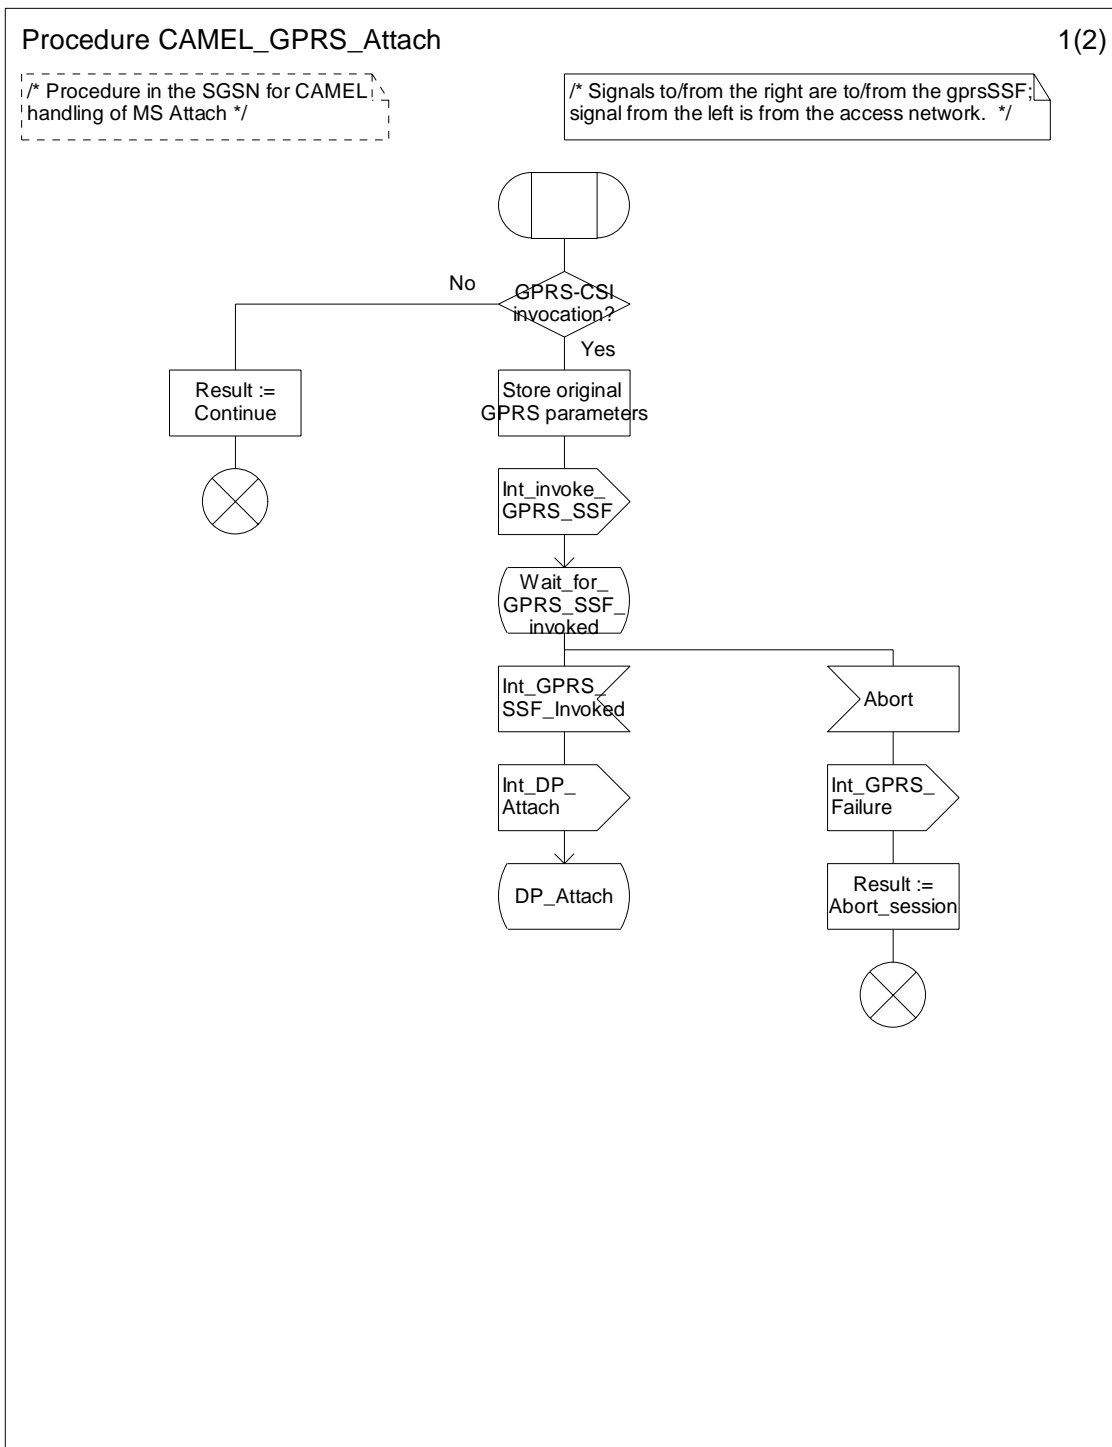 Procedure CAMEL_GPRS_Attach
1(2)
/* Procedure in the SGSN for CAMEL
handling of MS Attach */
/* Signals to/from the right are to/from the gprsSSF;
signal from the left is from the access network. */
No
GPRS-CSI
invocation?
Yes
Result :=
Continue
Store original
GPRS parameters
Int_invoke_
GPRS_SSF
Wait_for_
GPRS_SSF_
invoked
Int_GPRS_
SSF_Invoked
Abort
Int_DP_
Attach
Int_GPRS_
Failure
DP_Attach
Result :=
Abort_session